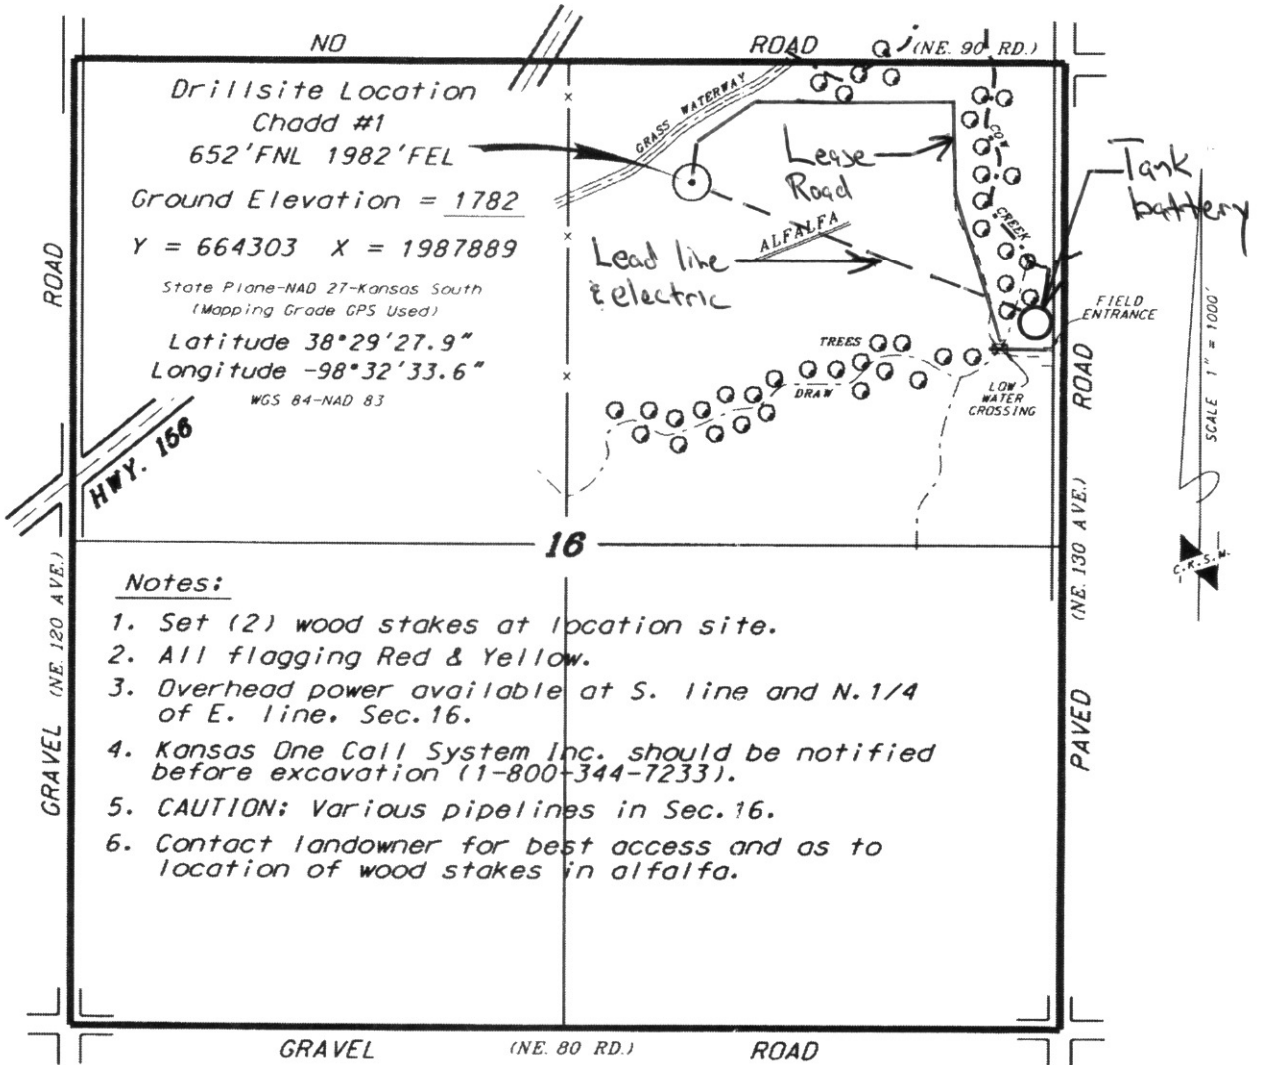 NO ROAD (NE. 90 RD.)
Drillsite Location
Chadd #1
652'FNL 1982'FEL
Ground Elevation = 1782
Y = 664303 X = 1987889
State Plane-NAD 27-Kansas South
(Mapping Grade GPS Used)
Latitude 38°29'27.9"
Longitude -98°32'33.6"
WGS 84-NAD 83
GRASS WATERWAY
Lease
Road
COW
CREEK
Tank
battery
ALFALFA
Lead line
& electric
FIELD
ENTRANCE
TREES
DRAW
LOW
WATER
CROSSING
ROAD
HWY. 156
ROAD
SCALE 1" = 1000'
16
C.K.S.W.
GRAVEL (NE. 120 AVE.)
(NE. 130 AVE.)
PAVED
Notes:
1. Set (2) wood stakes at location site.
2. All flagging Red & Yellow.
3. Overhead power available at S. line and N.1/4
of E. line. Sec.16.
4. Kansas One Call System Inc. should be notified
before excavation (1-800-344-7233).
5. CAUTION: Various pipelines in Sec.16.
6. Contact landowner for best access and as to
location of wood stakes in alfalfa.
GRAVEL (NE. 80 RD.) ROAD